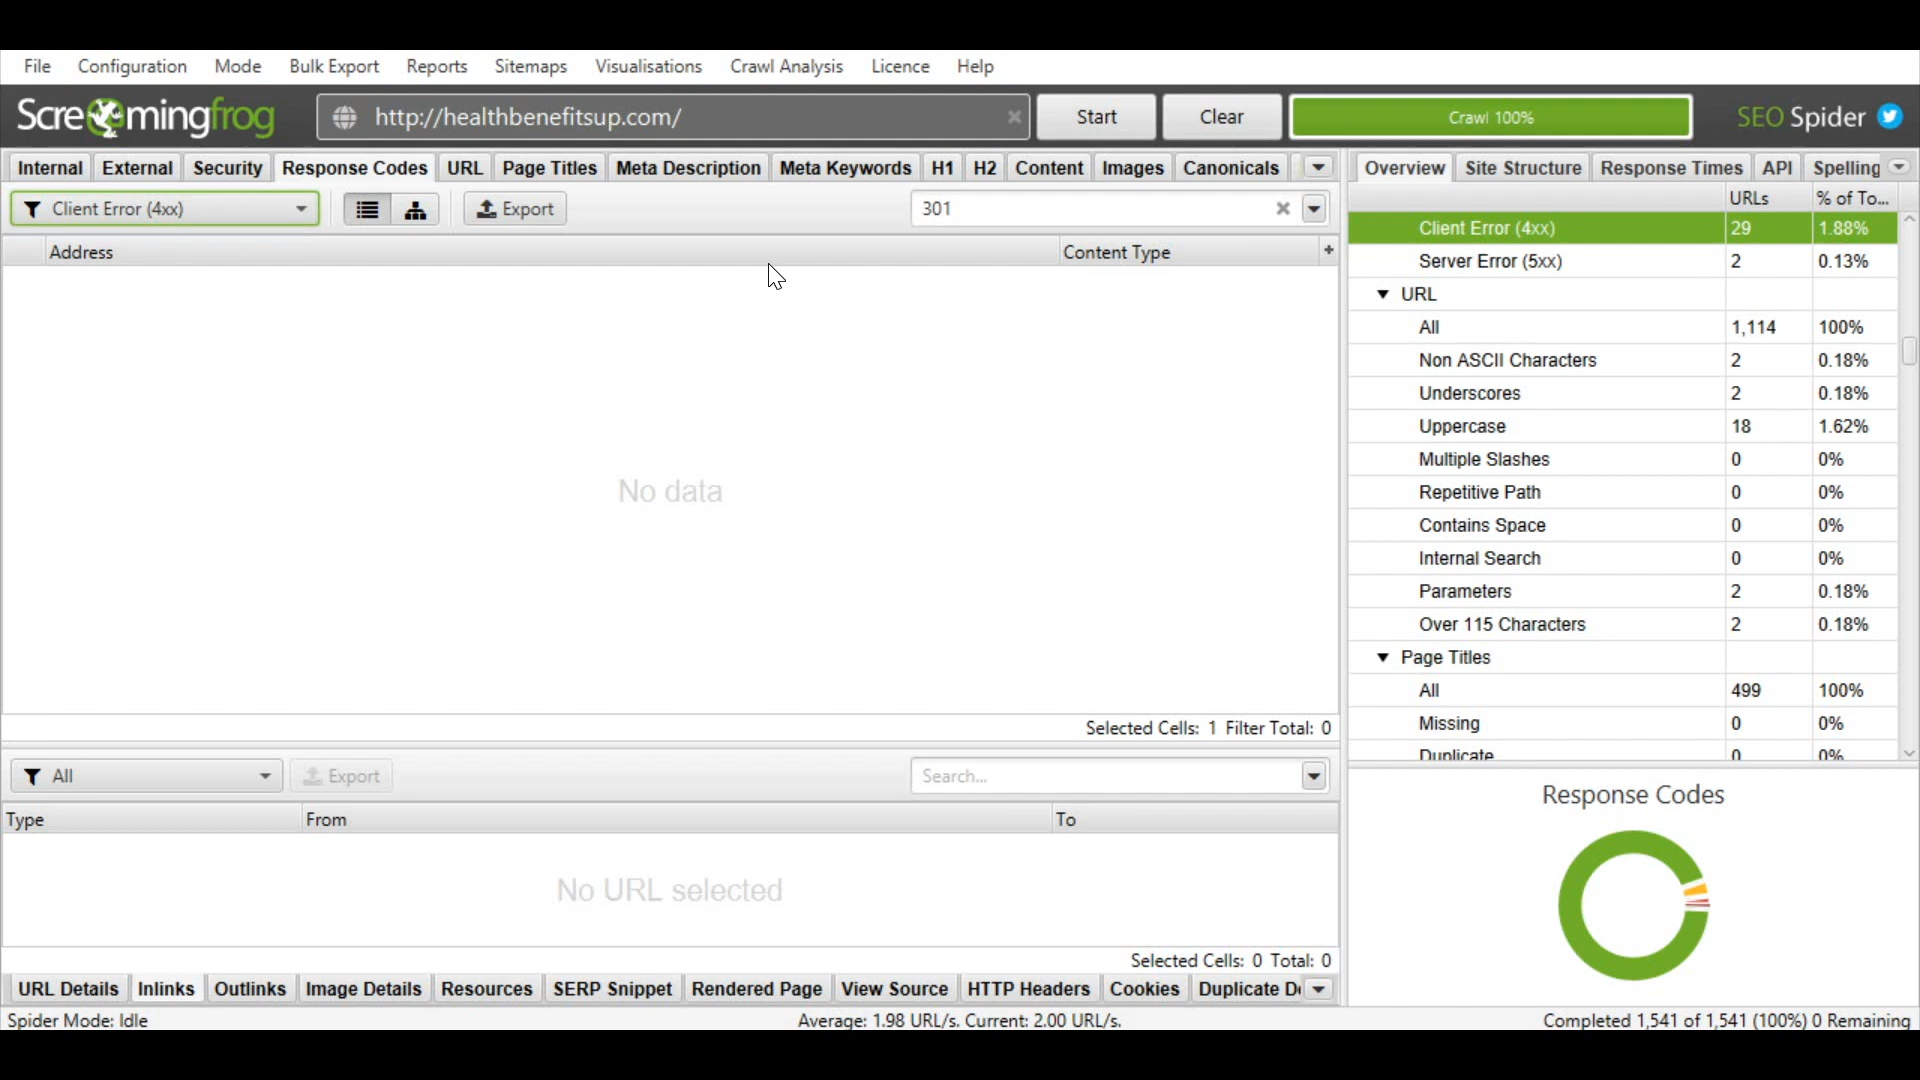 File Configuration Mode Bulk Export Reports Sitemaps Visualisations Crawl Analysis Licence Help
Screamingfrog http://healthbenefitsup.com/ Start Clear Crawl 100% SEO Spider
Internal External Security Response Codes URL Page Titles Meta Description Meta Keywords H1 H2 Content Images Canonicals
Client Error (4xx) Export 301
Address Content Type +
No data
Selected Cells: 1 Filter Total: 0
All Export Search...
Type From To
No URL selected
Selected Cells: 0 Total: 0
URL Details Inlinks Outlinks Image Details Resources SERP Snippet Rendered Page View Source HTTP Headers Cookies Duplicate D
Overview Site Structure Response Times API Spelling
URLs % of To...
Client Error (4xx) 29 1.88%
Server Error (5xx) 2 0.13%
URL
All 1,114 100%
Non ASCII Characters 2 0.18%
Underscores 2 0.18%
Uppercase 18 1.62%
Multiple Slashes 0 0%
Repetitive Path 0 0%
Contains Space 0 0%
Internal Search 0 0%
Parameters 2 0.18%
Over 115 Characters 2 0.18%
Page Titles
All 499 100%
Missing 0 0%
Duplicate 0 0%
Response Codes
Spider Mode: Idle Average: 1.98 URL/s. Current: 2.00 URL/s. Completed 1,541 of 1,541 (100%) 0 Remaining